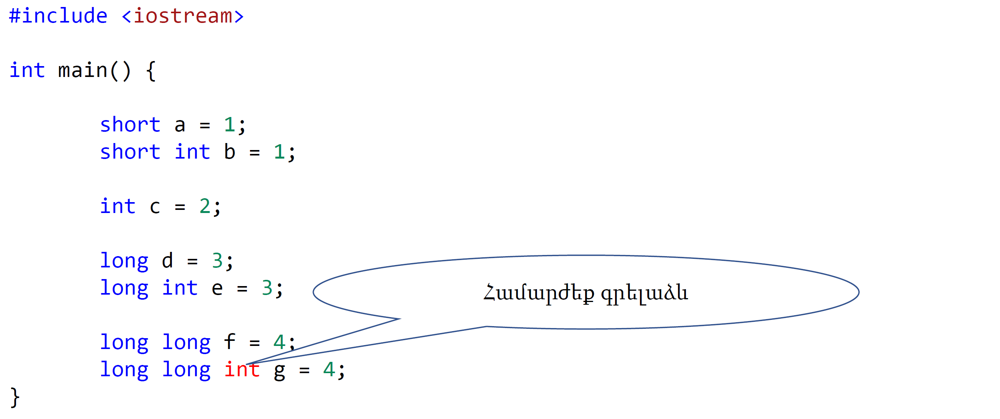 #include <iostream>
int main() {
short a = 1;
short int b = 1;
int c = 2;
long d = 3;
long int e = 3;
Համարժեք գրելաձև
long long f = 4;
long long int g = 4;
}